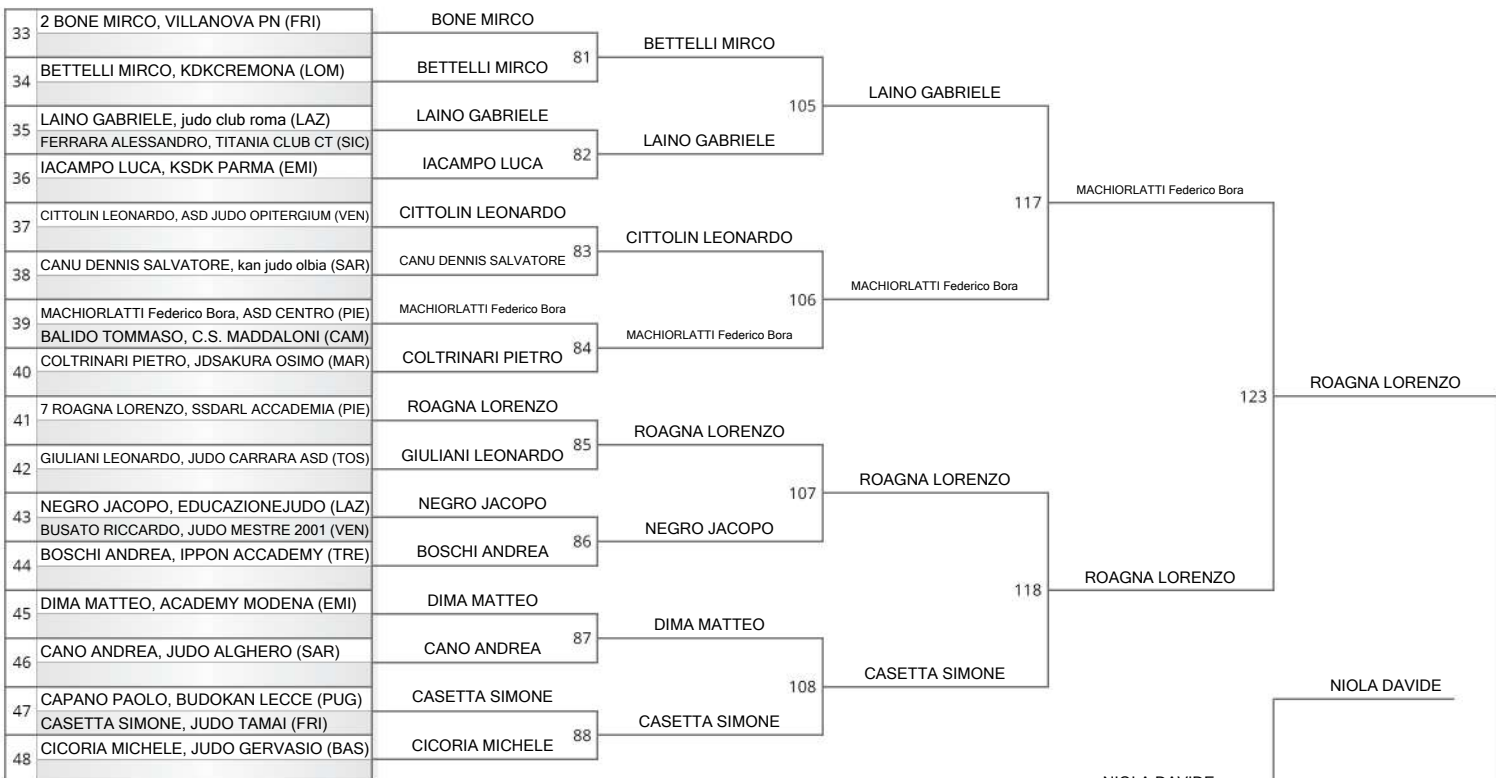 33
2 BONE MIRCO, VILLANOVA PN (FRI)
34
BETTELLI MIRCO, KDKCREMONA (LOM)
35
LAINO GABRIELE, judo club roma (LAZ)
FERRARA ALESSANDRO, TITANIA CLUB CT (SIC)
36
IACAMPO LUCA, KSDK PARMA (EMI)
37
CITTOLIN LEONARDO, ASD JUDO OPITERGIUM (VEN)
38
CANU DENNIS SALVATORE, kan judo olbia (SAR)
39
MACHIORLATTI Federico Bora, ASD CENTRO (PIE)
BALIDO TOMMASO, C.S. MADDALONI (CAM)
40
COLTRINARI PIETRO, JDSAKURA OSIMO (MAR)
41
7 ROAGNA LORENZO, SSDARL ACCADEMIA (PIE)
42
GIULIANI LEONARDO, JUDO CARRARA ASD (TOS)
43
NEGRO JACOPO, EDUCAZIONEJUDO (LAZ)
BUSATO RICCARDO, JUDO MESTRE 2001 (VEN)
44
BOSCHI ANDREA, IPPON ACCADEMY (TRE)
45
DIMA MATTEO, ACADEMY MODENA (EMI)
46
CANO ANDREA, JUDO ALGHERO (SAR)
47
CAPANO PAOLO, BUDOKAN LECCE (PUG)
CASETTA SIMONE, JUDO TAMAI (FRI)
48
CICORIA MICHELE, JUDO GERVASIO (BAS)
BONE MIRCO
81
BETTELLI MIRCO
LAINO GABRIELE
82
IACAMPO LUCA
CITTOLIN LEONARDO
83
CANU DENNIS SALVATORE
MACHIORLATTI Federico Bora
84
COLTRINARI PIETRO
ROAGNA LORENZO
85
GIULIANI LEONARDO
NEGRO JACOPO
86
BOSCHI ANDREA
DIMA MATTEO
87
CANO ANDREA
CASETTA SIMONE
88
CICORIA MICHELE
BETTELLI MIRCO
105
LAINO GABRIELE
CITTOLIN LEONARDO
106
MACHIORLATTI Federico Bora
ROAGNA LORENZO
107
NEGRO JACOPO
DIMA MATTEO
108
CASETTA SIMONE
LAINO GABRIELE
117
MACHIORLATTI Federico Bora
ROAGNA LORENZO
118
CASETTA SIMONE
MACHIORLATTI Federico Bora
123
ROAGNA LORENZO
ROAGNA LORENZO
NIOLA DAVIDE
NIOLA DAVIDE